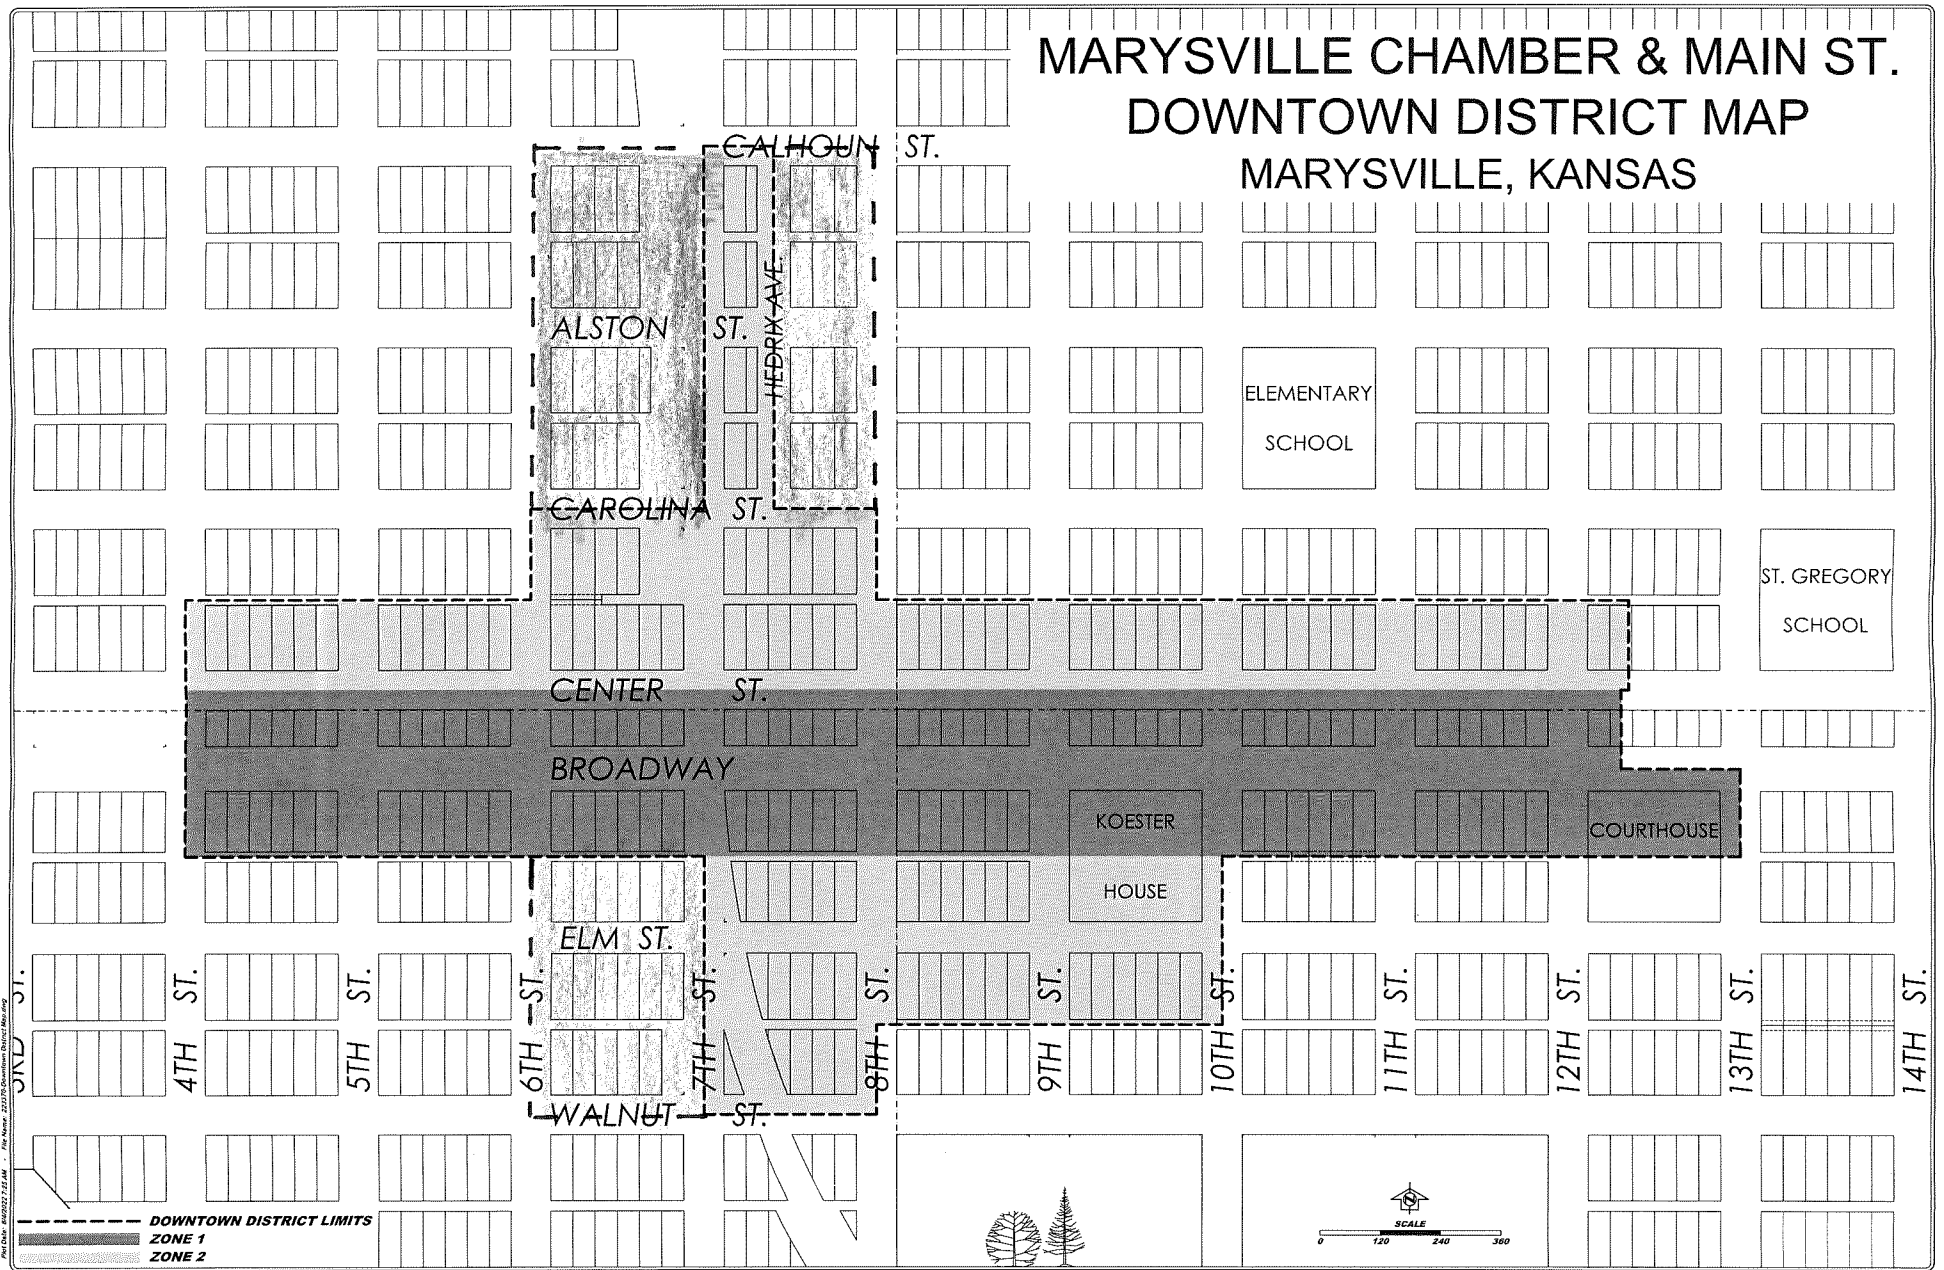 MARYSVILLE CHAMBER & MAIN ST.
DOWNTOWN DISTRICT MAP
MARYSVILLE, KANSAS
CALHOUN ST.
HEDRIX AVE.
ALSTON ST.
ELEMENTARY
SCHOOL
CAROLINA ST.
ST. GREGORY
SCHOOL
CENTER ST.
BROADWAY
KOESTER
HOUSE
COURTHOUSE
ELM ST.
3RD ST.
4TH ST.
5TH ST.
6TH ST.
7TH ST.
8TH ST.
9TH ST.
10TH ST.
11TH ST.
12TH ST.
13TH ST.
14TH ST.
WALNUT ST.
DOWNTOWN DISTRICT LIMITS
ZONE 1
ZONE 2
N
SCALE
0 120 240 360